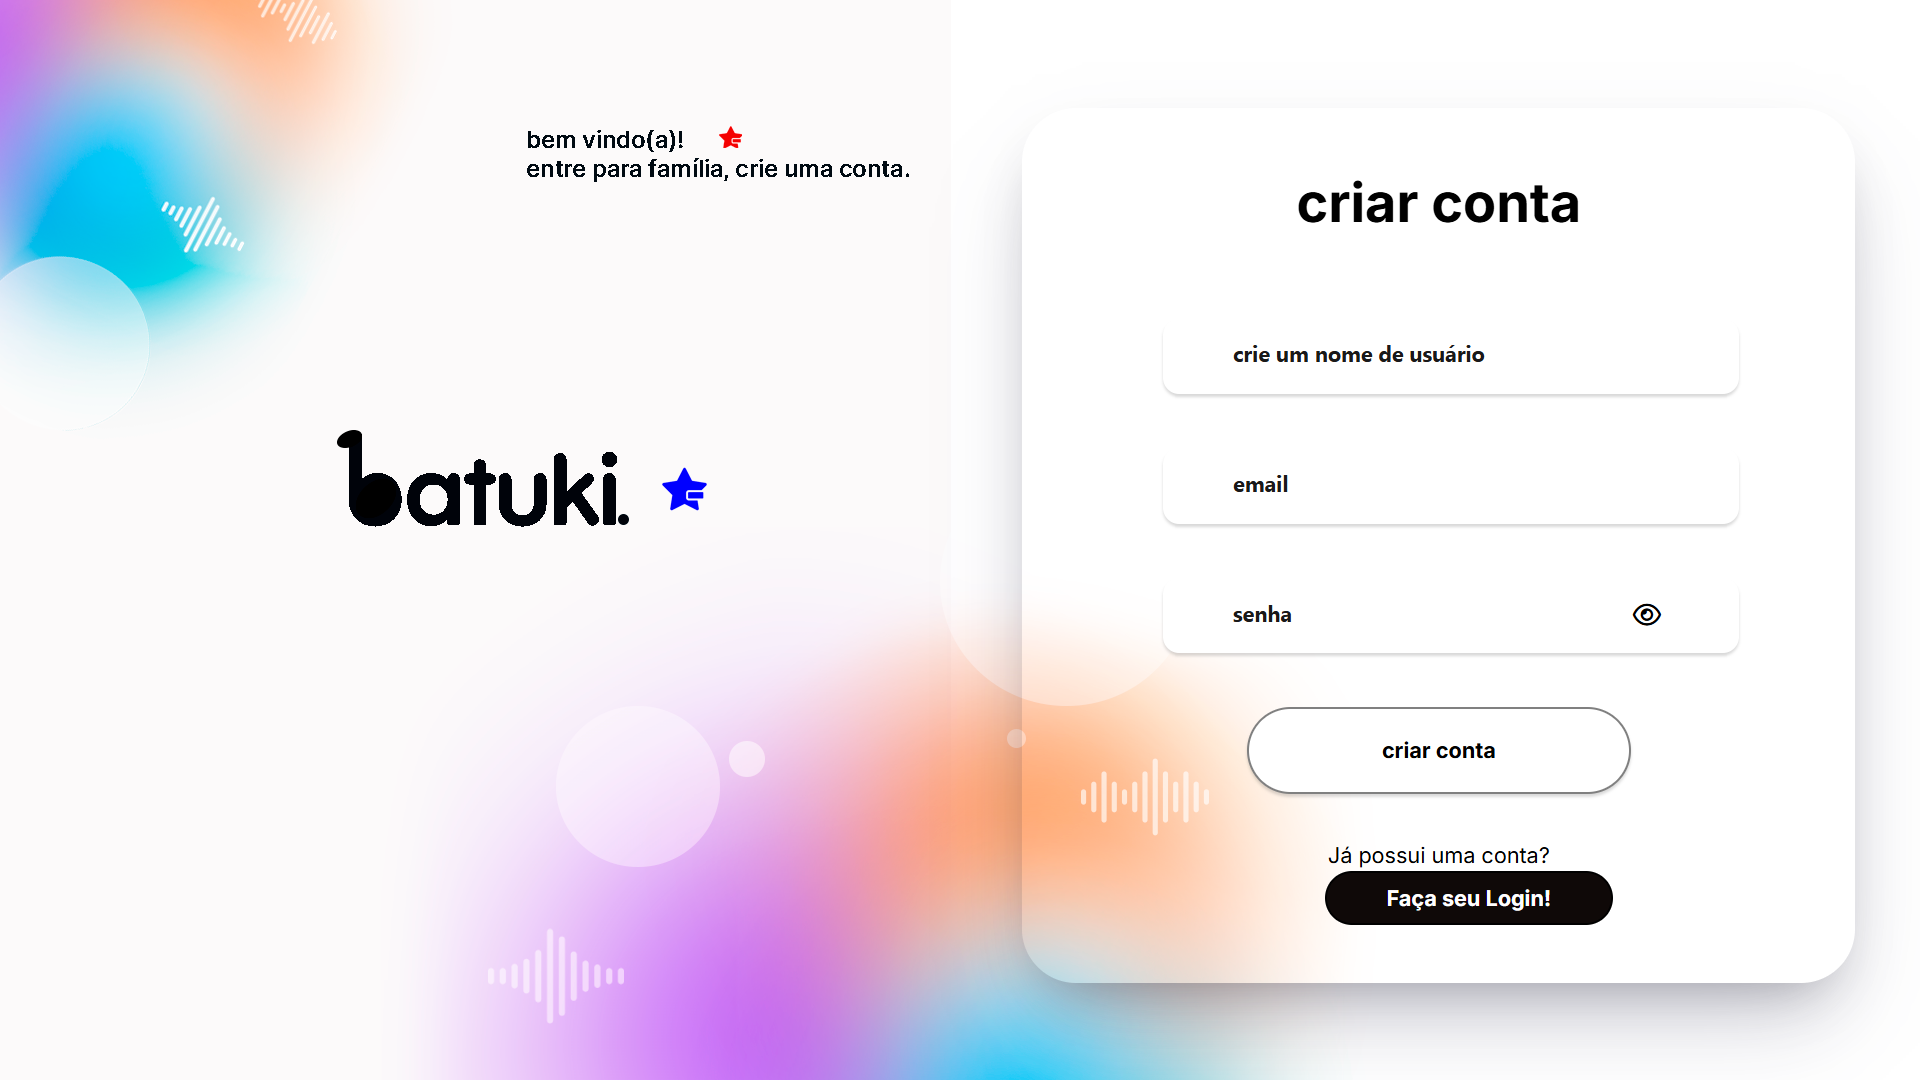 bem vindo(a)!
entre para família, crie uma conta.
batuki.
criar conta
crie um nome de usuário
email
senha
criar conta
Já possui uma conta?
Faça seu Login!